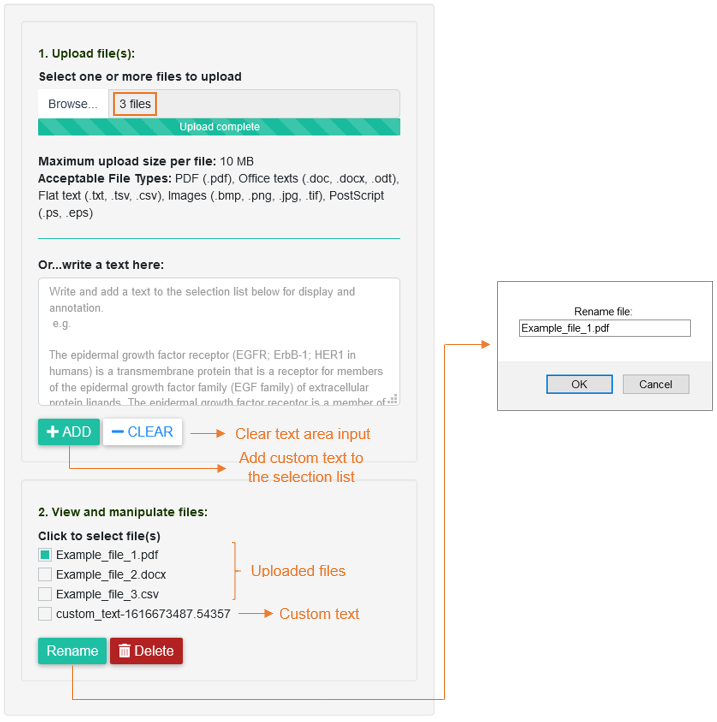 1. Upload file(s):
Select one or more files to upload
Browse... 3 files
Upload complete
Maximum upload size per file: 10 MB
Acceptable File Types: PDF (.pdf), Office texts (.doc, .docx, .odt),
Flat text (.txt, .tsv, .csv), Images (.bmp, .png, .jpg, .tif), PostScript
(.ps, .eps)
Or...write a text here:
Write and add a text to the selection list below for display and
annotation.
e.g.
The epidermal growth factor receptor (EGFR; ErbB-1; HER1 in
humans) is a transmembrane protein that is a receptor for members
of the epidermal growth factor family (EGF family) of extracellular
protein ligands. The epidermal growth factor receptor is a member of
ADD CLEAR Clear text area input
Add custom text to
the selection list
2. View and manipulate files:
Click to select file(s)
Example_file_1.pdf
Example_file_2.docx
Example_file_3.csv
Uploaded files
custom_text-1616673487.54357 Custom text
Rename Delete
Rename file:
Example_file_1.pdf
OK Cancel